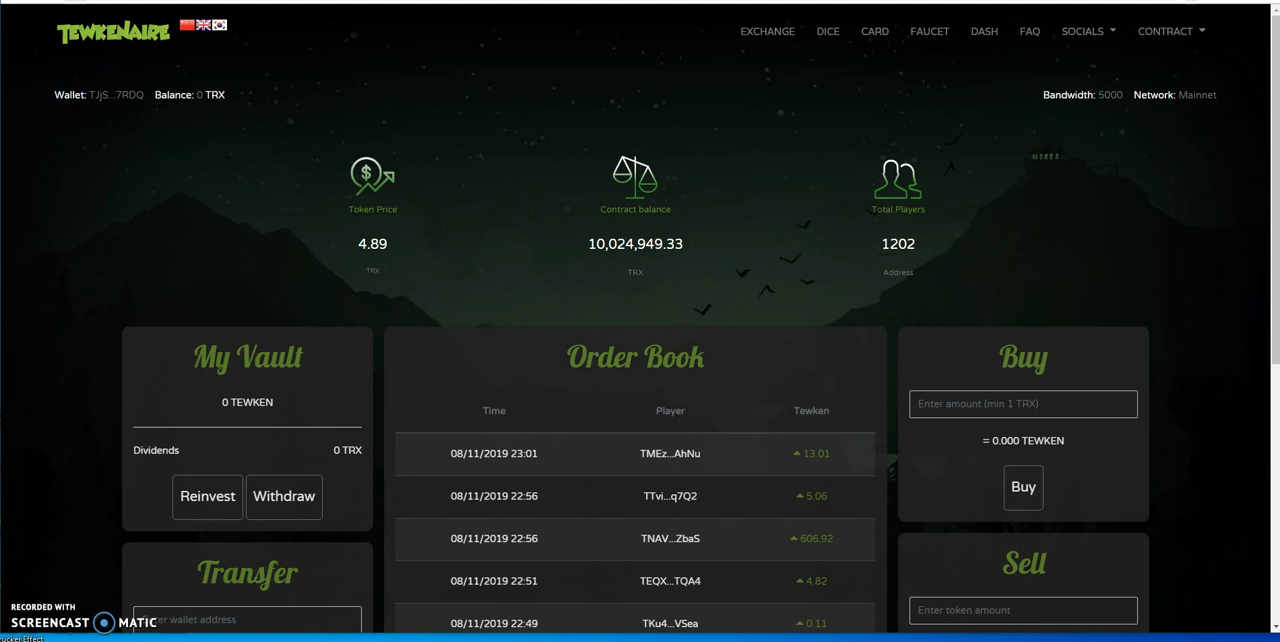 TEWKENAIRE
EXCHANGE DICE CARD FAUCET DASH FAQ SOCIALS CONTRACT
Wallet: TJjS...7RDQ Balance: 0 TRX
Bandwidth: 5000 Network: Mainnet
Token Price Contract balance Total Players
4.89 10,024,949.33 1202
TRX TRX Address
My Vault
0 TEWKEN
Dividends 0 TRX
Reinvest Withdraw
Transfer
wallet address
Order Book
Time Player Tewken
08/11/2019 23:01 TMEz...AhNu 13.01
08/11/2019 22:56 TTvi...q7Q2 5.06
08/11/2019 22:56 TNAV...ZbaS 606.92
08/11/2019 22:51 TEQX...TQA4 4.82
08/11/2019 22:49 TKu4...VSea 0.11
Buy
Enter amount (min 1 TRX)
= 0.000 TEWKEN
Buy
Sell
Enter token amount
RECORDED WITH
SCREENCAST MATIC
Effect